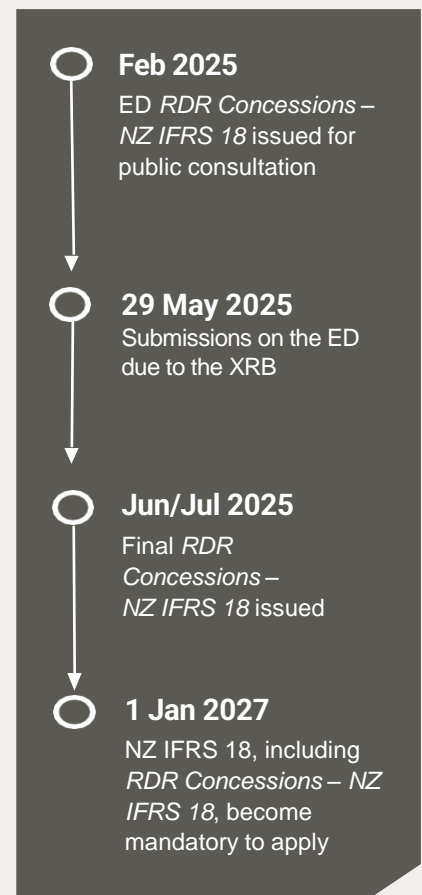 Feb 2025
ED RDR Concessions –
NZ IFRS 18 issued for
public consultation
29 May 2025
Submissions on the ED
due to the XRB
Jun/Jul 2025
Final RDR
Concessions –
NZ IFRS 18 issued
1 Jan 2027
NZ IFRS 18, including
RDR Concessions – NZ
IFRS 18, become
mandatory to apply